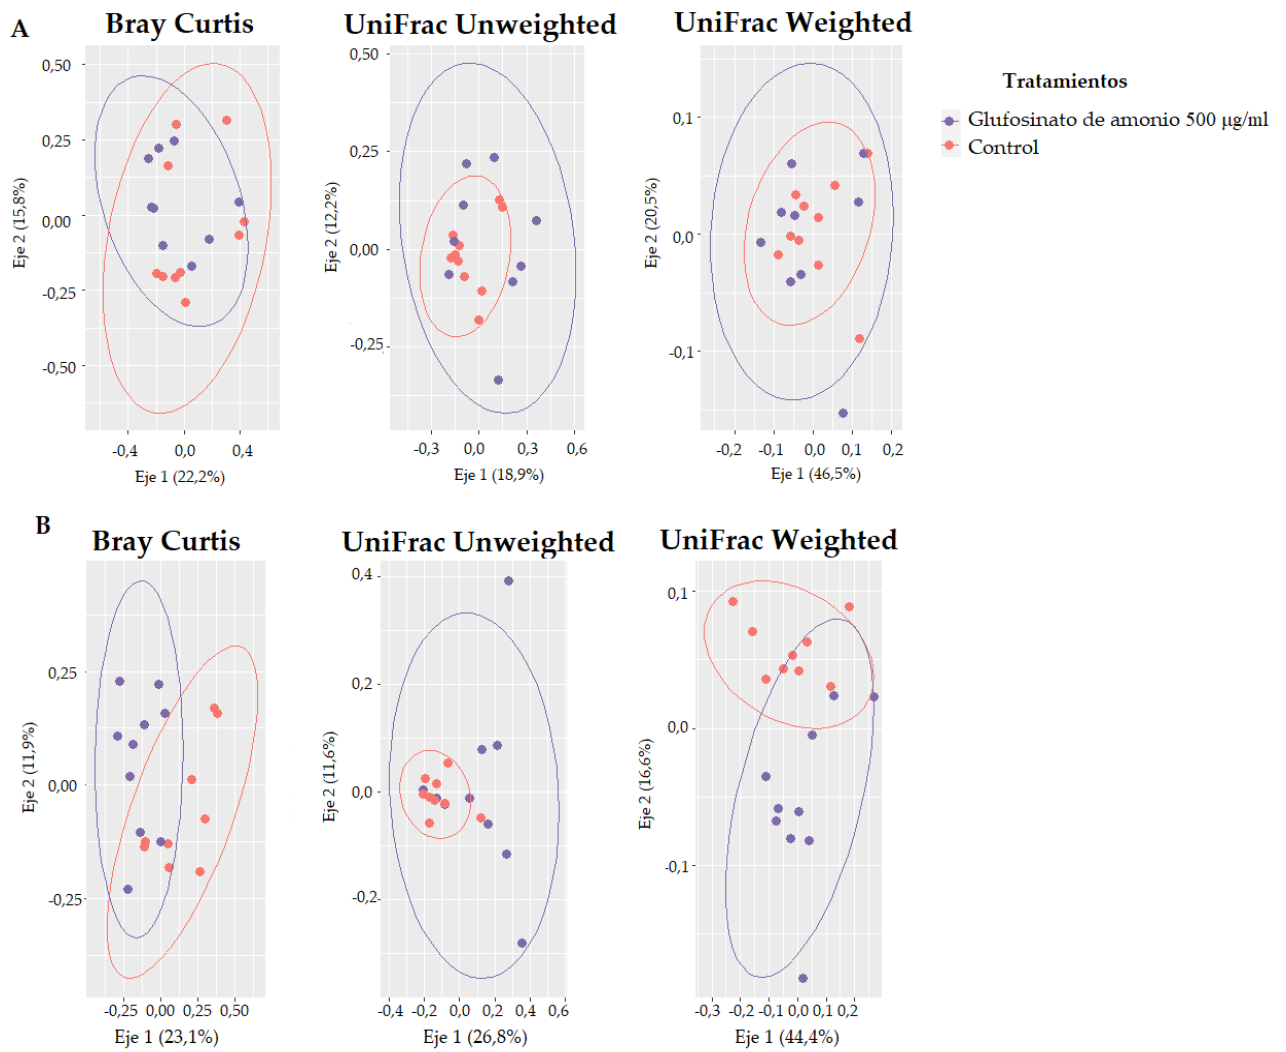 A
Bray Curtis
UniFrac Unweighted
UniFrac Weighted
0,50
0,25
0,00
-0,25
-0,50
Eje 2 (15,8%)
-0,4 0,0 0,4
Eje 1 (22,2%)
0,50
0,25
0,00
-0,25
Eje 2 (12,2%)
-0,3 0,0 0,3 0,6
Eje 1 (18,9%)
0,1
0,0
-0,1
Eje 2 (20,5%)
-0,2 -0,1 0,0 0,1 0,2
Eje 1 (46,5%)
Tratamientos
Glufosinato de amonio 500 µg/ml
Control
B
Bray Curtis
UniFrac Unweighted
UniFrac Weighted
0,25
0,00
-0,25
Eje 2 (11,9%)
-0,25 0,00 0,25 0,50
Eje 1 (23,1%)
0,4
0,2
0,0
-0,2
Eje 2 (11,6%)
-0,4 -0,2 0,0 0,2 0,4 0,6
Eje 1 (26,8%)
0,1
0,0
-0,1
Eje 2 (16,6%)
-0,3 -0,2 -0,1 0,0 0,1 0,2
Eje 1 (44,4%)